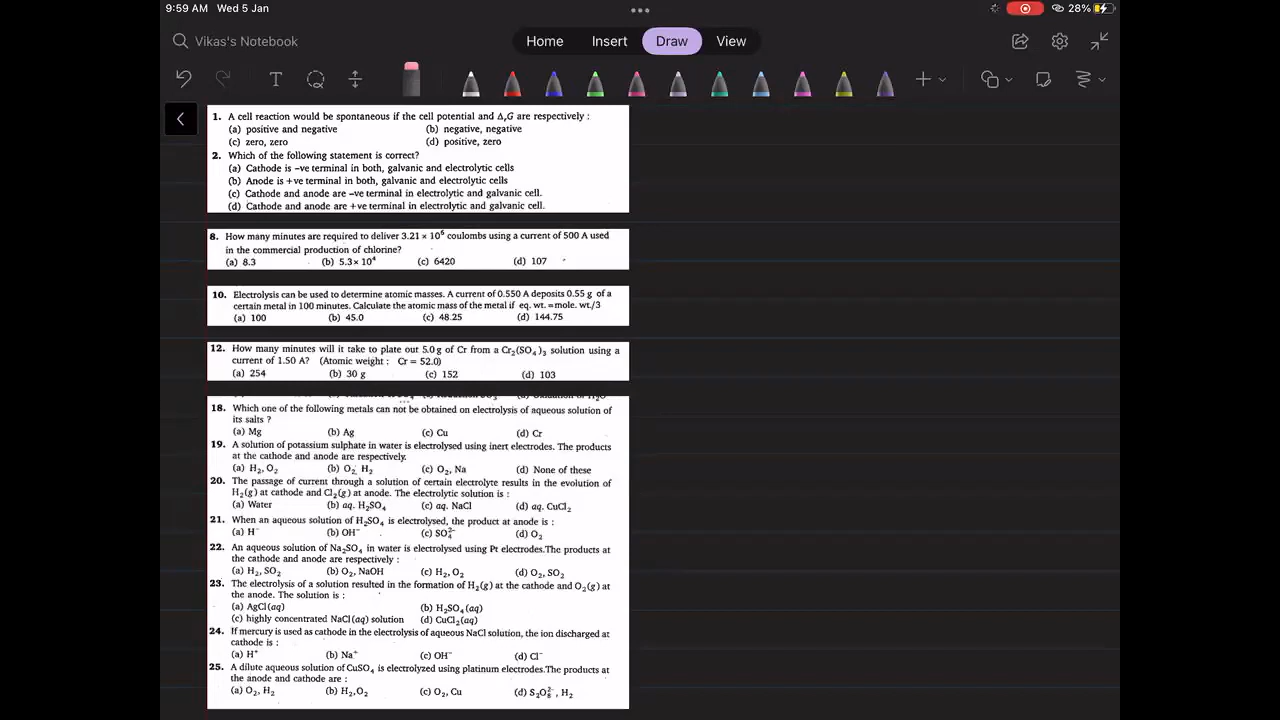 9:59 AM Wed 5 Jan
28%
Vikas's Notebook
Home Insert Draw View
1. A cell reaction would be spontaneous if the cell potential and ΔᵣG are respectively :
(a) positive and negative (b) negative, negative
(c) zero, zero (d) positive, zero
2. Which of the following statement is correct?
(a) Cathode is –ve terminal in both, galvanic and electrolytic cells
(b) Anode is +ve terminal in both, galvanic and electrolytic cells
(c) Cathode and anode are –ve terminal in electrolytic and galvanic cell.
(d) Cathode and anode are +ve terminal in electrolytic and galvanic cell.
8. How many minutes are required to deliver 3.21 × 10⁶ coulombs using a current of 500 A used
in the commercial production of chlorine?
(a) 8.3 (b) 5.3× 10⁴ (c) 6420 (d) 107
10. Electrolysis can be used to determine atomic masses. A current of 0.550 A deposits 0.55 g of a
certain metal in 100 minutes. Calculate the atomic mass of the metal if eq. wt. =mole. wt./3
(a) 100 (b) 45.0 (c) 48.25 (d) 144.75
12. How many minutes will it take to plate out 5.0 g of Cr from a Cr₂(SO₄)₃ solution using a
current of 1.50 A? (Atomic weight : Cr = 52.0)
(a) 254 (b) 30 g (c) 152 (d) 103
18. Which one of the following metals can not be obtained on electrolysis of aqueous solution of
its salts ?
(a) Mg (b) Ag (c) Cu (d) Cr
19. A solution of potassium sulphate in water is electrolysed using inert electrodes. The products
at the cathode and anode are respectively.
(a) H₂, O₂ (b) O₂, H₂ (c) O₂, Na (d) None of these
20. The passage of current through a solution of certain electrolyte results in the evolution of
H₂(g) at cathode and Cl₂(g) at anode. The electrolytic solution is :
(a) Water (b) aq. H₂SO₄ (c) aq. NaCl (d) aq. CuCl₂
21. When an aqueous solution of H₂SO₄ is electrolysed, the product at anode is :
(a) H⁻ (b) OH⁻ (c) SO₄²⁻ (d) O₂
22. An aqueous solution of Na₂SO₄ in water is electrolysed using Pt electrodes.The products at
the cathode and anode are respectively :
(a) H₂, SO₂ (b) O₂, NaOH (c) H₂, O₂ (d) O₂, SO₂
23. The electrolysis of a solution resulted in the formation of H₂(g) at the cathode and O₂(g) at
the anode. The solution is :
(a) AgCl(aq) (b) H₂SO₄(aq)
(c) highly concentrated NaCl(aq) solution (d) CuCl₂(aq)
24. If mercury is used as cathode in the electrolysis of aqueous NaCl solution, the ion discharged at
cathode is :
(a) H⁺ (b) Na⁺ (c) OH⁻ (d) Cl⁻
25. A dilute aqueous solution of CuSO₄ is electrolyzed using platinum electrodes.The products at
the anode and cathode are :
(a) O₂, H₂ (b) H₂,O₂ (c) O₂, Cu (d) S₂O₈²⁻, H₂